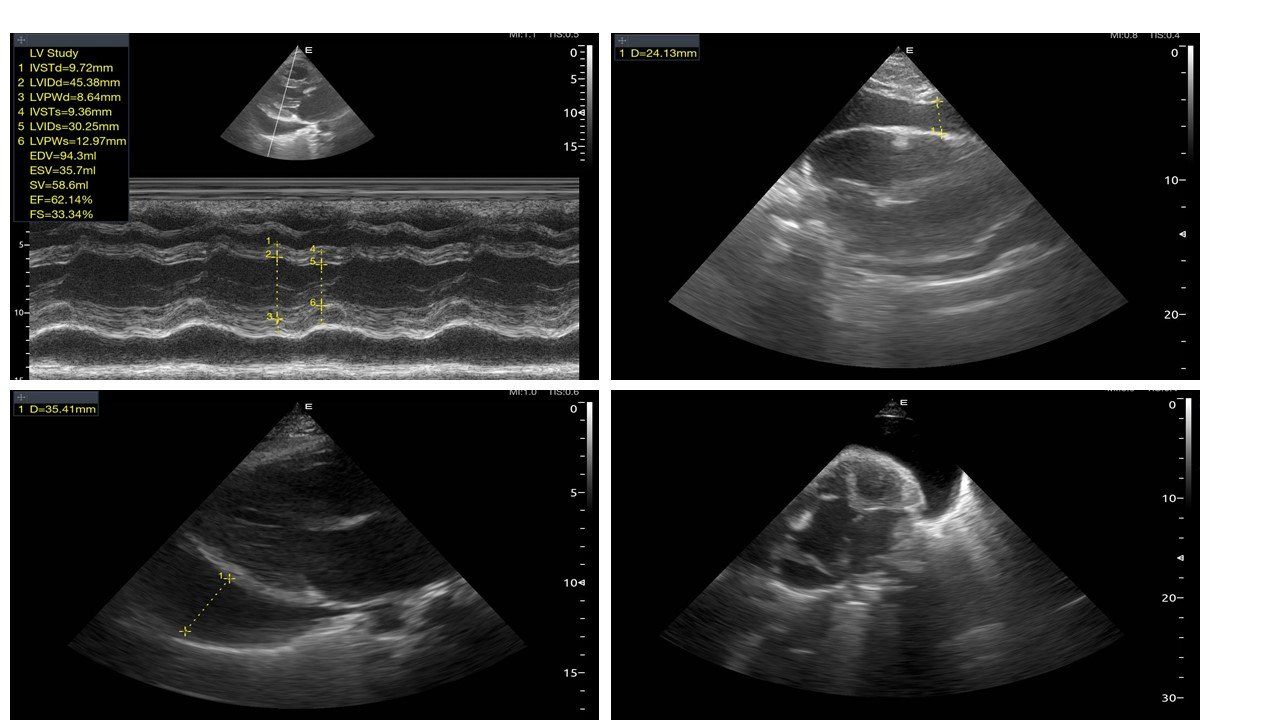 MI:1.1 TIS:0.5
LV Study
1 IVSTd=9.72mm
2 LVIDd=45.38mm
3 LVPWd=8.64mm
4 IVSTs=9.36mm
5 LVIDs=30.25mm
6 LVPWs=12.97mm
EDV=94.3ml
ESV=35.7ml
SV=58.6ml
EF=62.14%
FS=33.34%
E
0
5
10
15
1
2
3
4
5
6
5
10
15
MI:0.8 TIS:0.4
1 D=24.13mm
E
1
0
10
20
MI:1.0 TIS:0.6
1 D=35.41mm
E
1
0
5
10
15
E
0
10
20
30